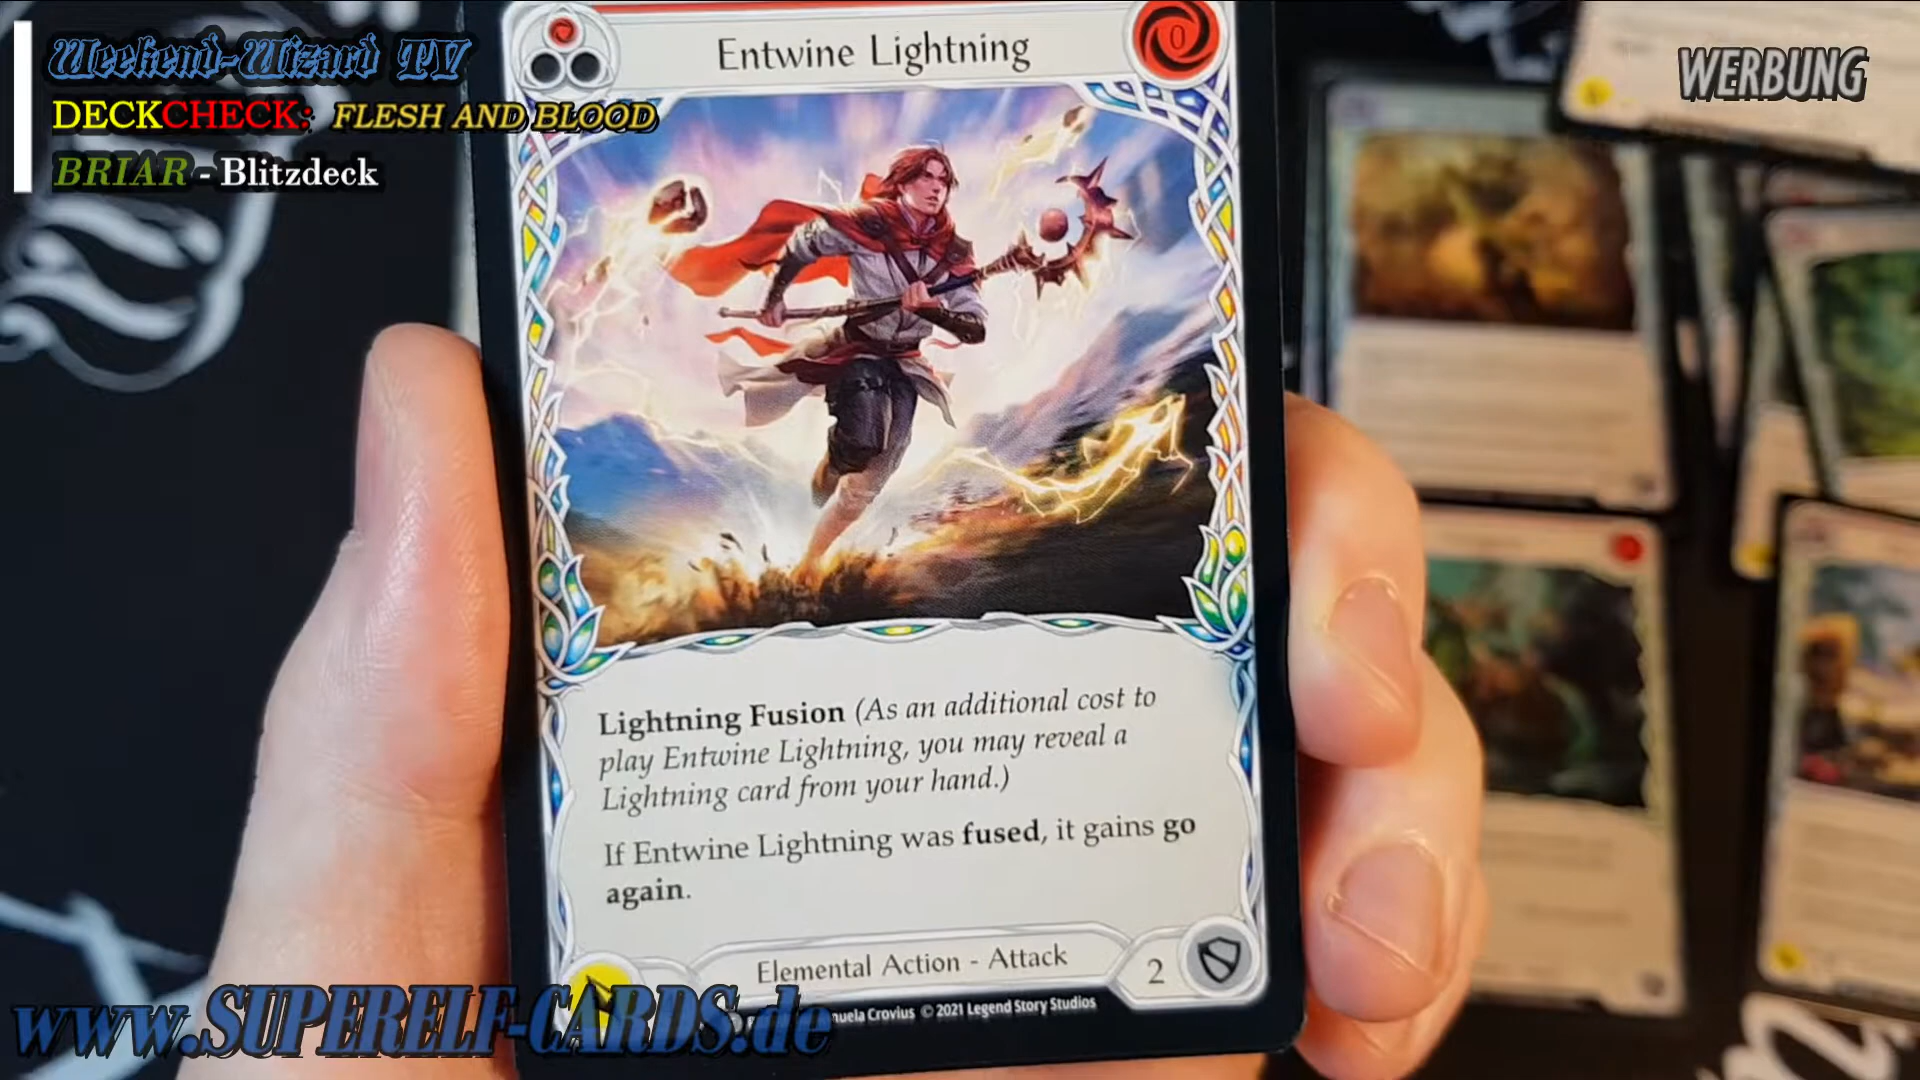 Weekend-Wizard TV
DECKCHECK: FLESH AND BLOOD
BRIAR - Blitzdeck
WERBUNG
0
Entwine Lightning
Lightning Fusion (As an additional cost to
play Entwine Lightning, you may reveal a
Lightning card from your hand.)
If Entwine Lightning was fused, it gains go
again.
Elemental Action - Attack
2
Crovius © 2021 Legend Story Studios
www.SUPERELF-CARDS.de